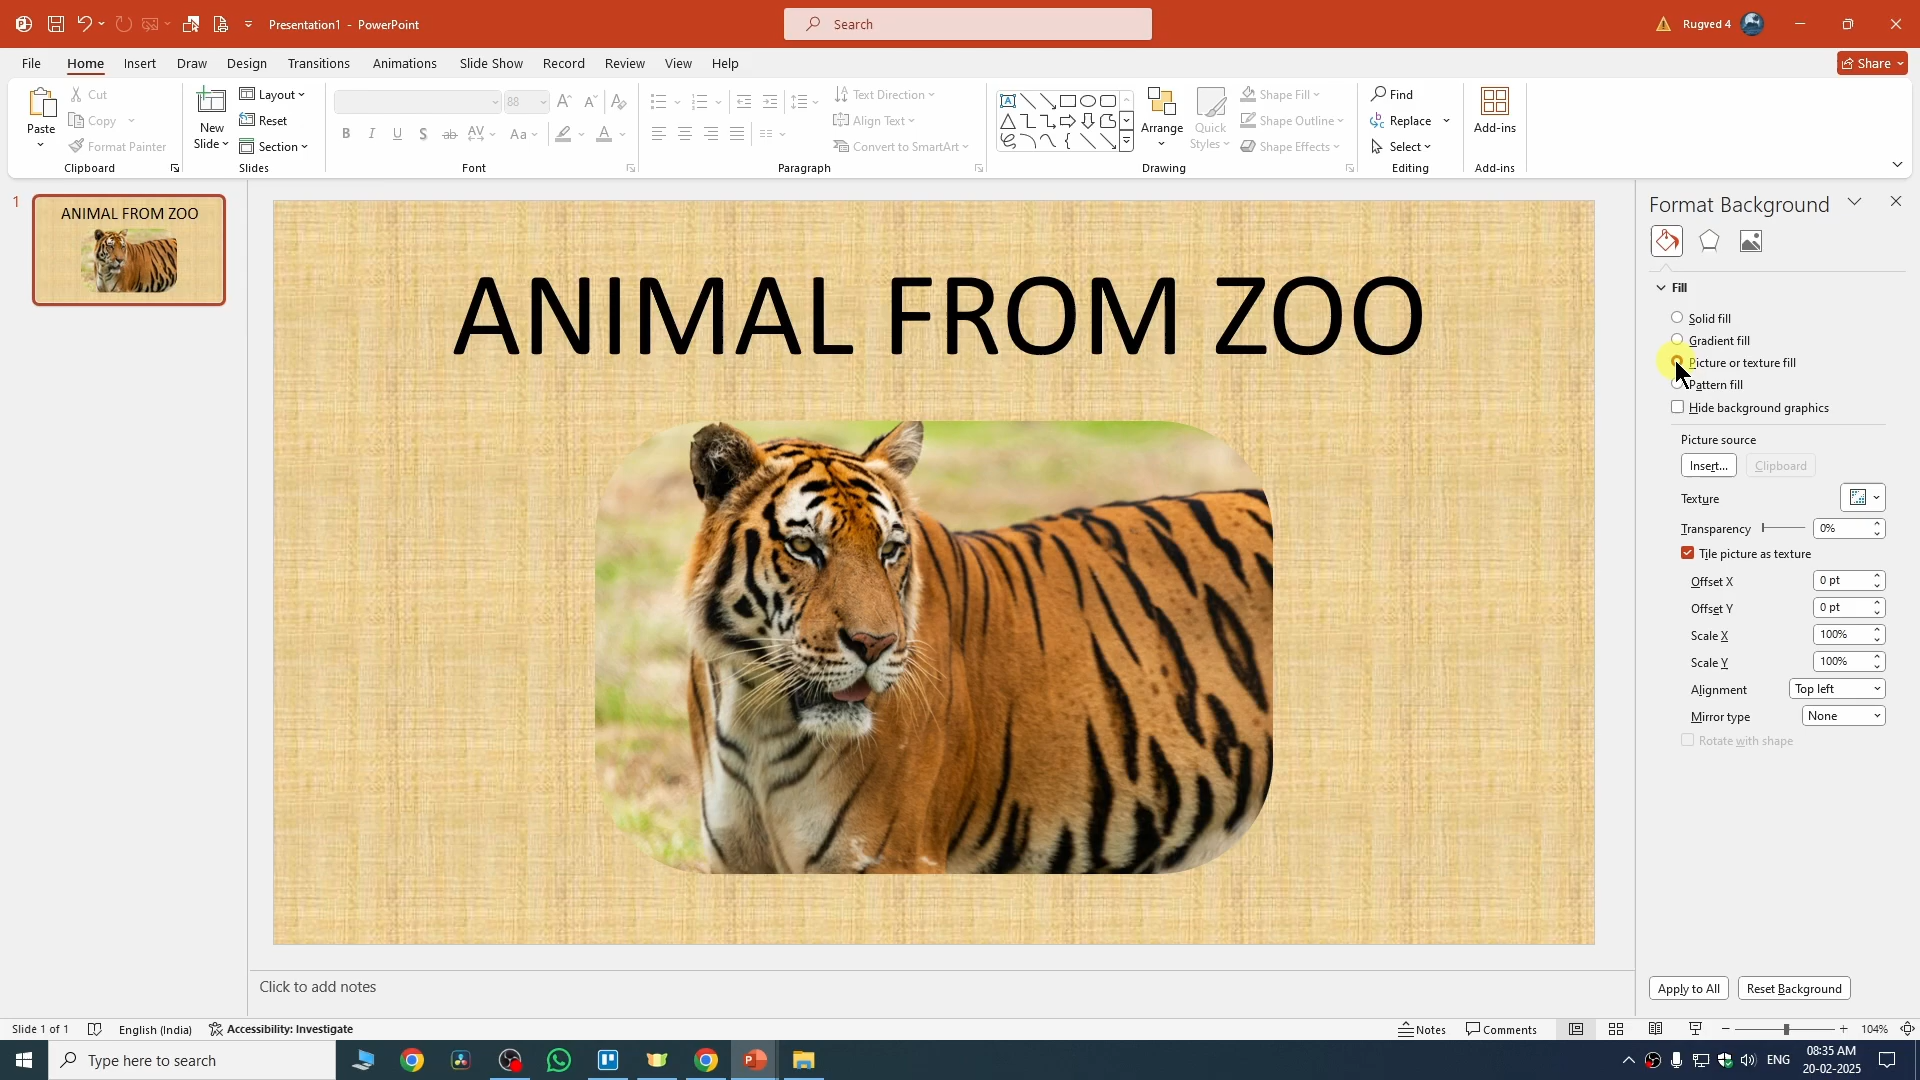 Presentation1 - PowerPoint
Search
Rugved 4
File Home Insert Draw Design Transitions Animations Slide Show Record Review View Help
Share
Paste
Cut
Copy
Format Painter
Clipboard
New Slide
Layout
Reset
Section
Slides
88
Font
Text Direction
Align Text
Convert to SmartArt
Paragraph
Arrange
Quick Styles
Shape Fill
Shape Outline
Shape Effects
Drawing
Find
Replace
Select
Editing
Add-ins
Add-ins
1
ANIMAL FROM ZOO
ANIMAL FROM ZOO
Format Background
Fill
Solid fill
Gradient fill
Picture or texture fill
Pattern fill
Hide background graphics
Picture source
Insert... Clipboard
Texture
Transparency 0%
Tile picture as texture
Offset X 0 pt
Offset Y 0 pt
Scale X 100%
Scale Y 100%
Alignment Top left
Mirror type None
Rotate with shape
Apply to All Reset Background
Click to add notes
Slide 1 of 1 English (India) Accessibility: Investigate
Notes Comments 104%
Type here to search
ENG
08:35 AM
20-02-2025